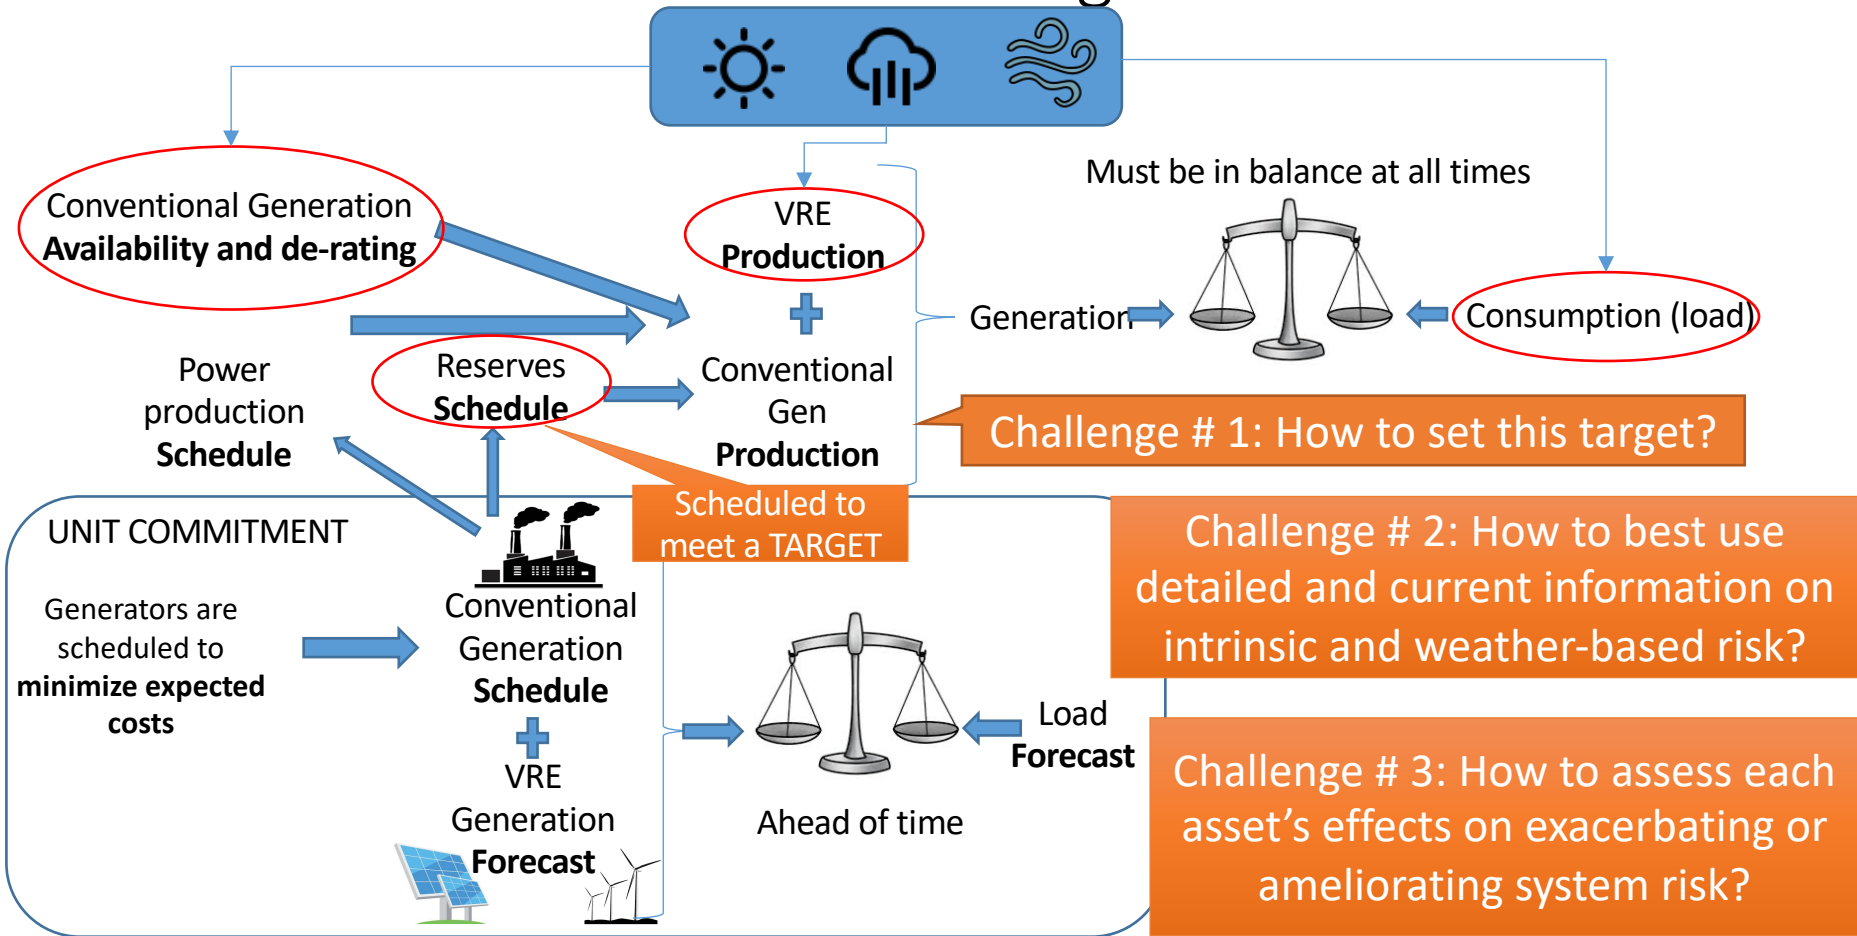 Conventional Generation
Availability and de-rating
VRE
Production
Must be in balance at all times
Generation
Consumption (load)
Power
production
Schedule
Reserves
Schedule
Conventional
Gen
Production
Challenge # 1: How to set this target?
Scheduled to
meet a TARGET
UNIT COMMITMENT
Generators are
scheduled to
minimize expected
costs
Conventional
Generation
Schedule
VRE
Generation
Forecast
Load
Forecast
Ahead of time
Challenge # 2: How to best use
detailed and current information on
intrinsic and weather-based risk?
Challenge # 3: How to assess each
asset’s effects on exacerbating or
ameliorating system risk?